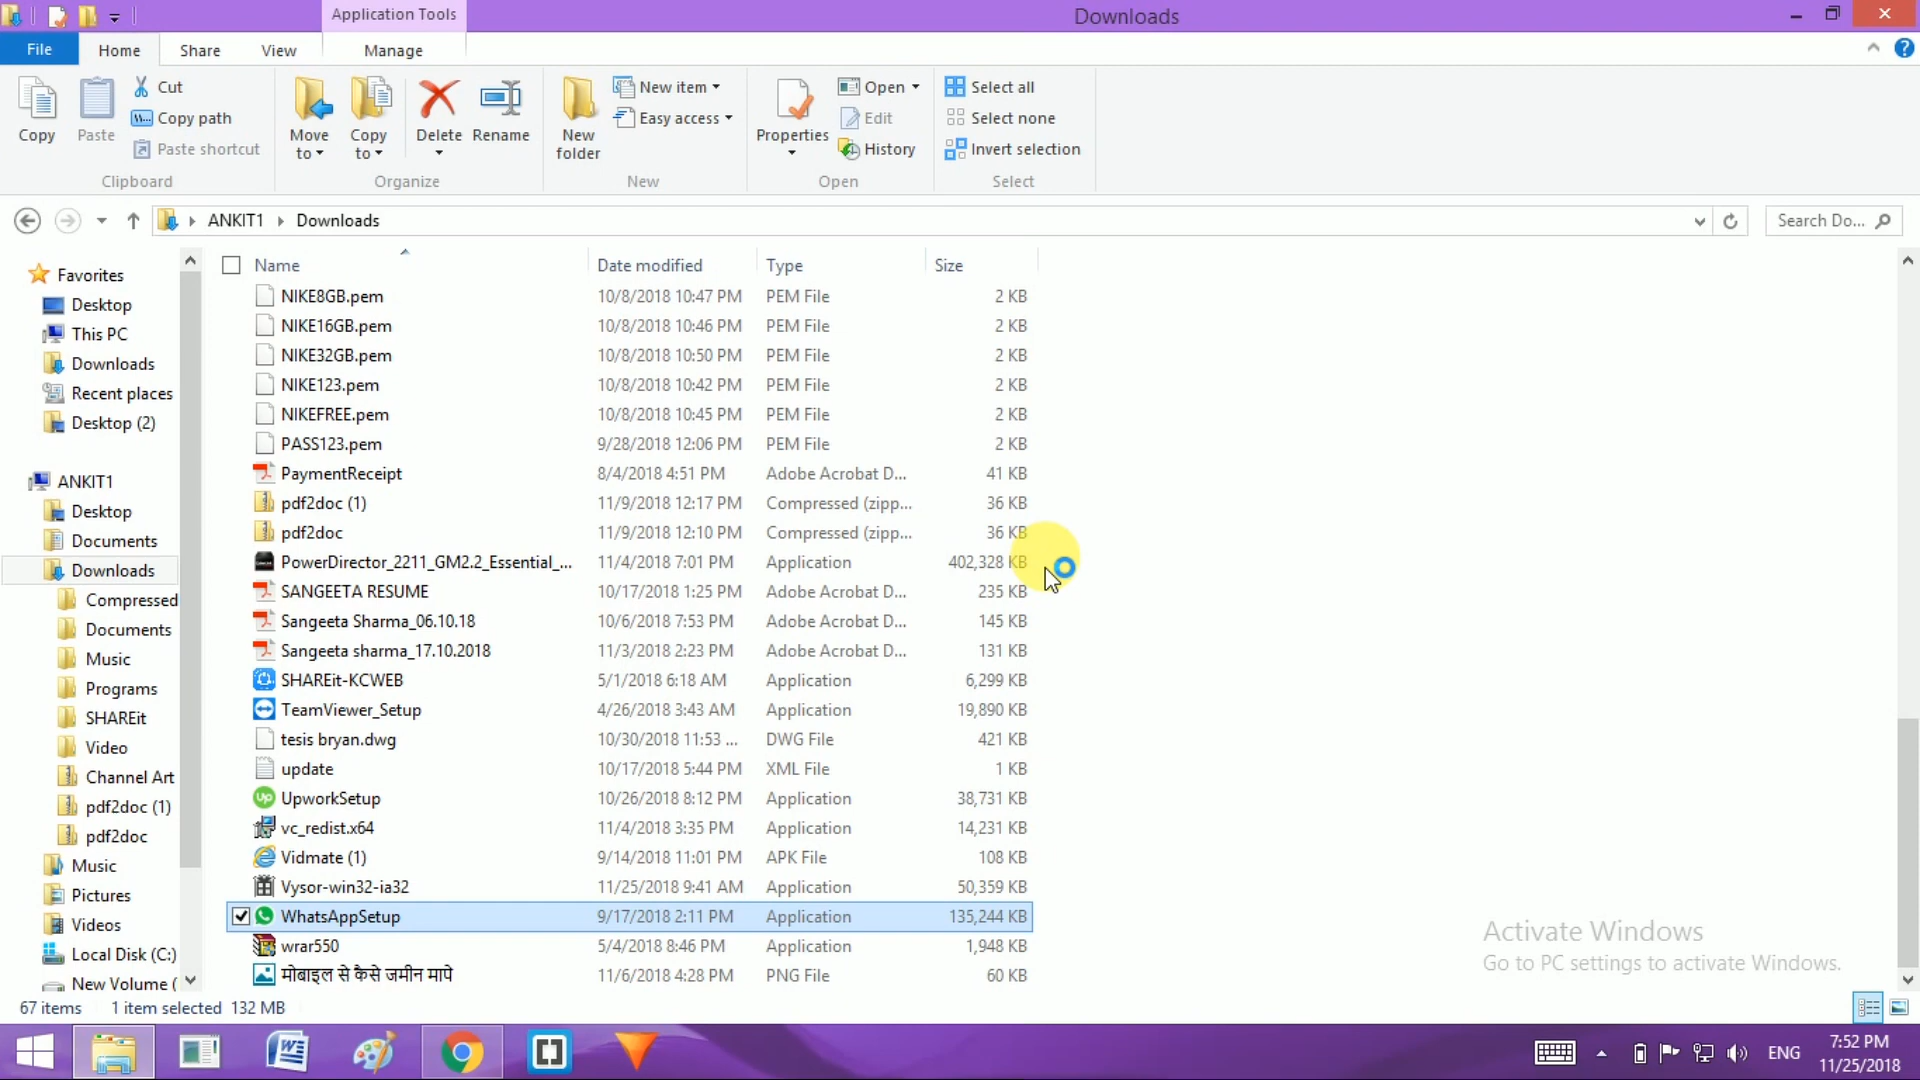 Application Tools
Downloads
File
Home
Share
View
Manage
Copy
Paste
Cut
Copy path
Paste shortcut
Clipboard
Move to
Copy to
Delete
Rename
Organize
New folder
New item
Easy access
New
Properties
Open
Edit
History
Open
Select all
Select none
Invert selection
Select
ANKIT1 Downloads
Search Do...
Favorites
Desktop
This PC
Downloads
Recent places
Desktop (2)
ANKIT1
Desktop
Documents
Downloads
Compressed
Documents
Music
Programs
SHAREit
Video
Channel Art
pdf2doc (1)
pdf2doc
Music
Pictures
Videos
Local Disk (C:)
New Volume (
Name Date modified Type Size
NIKE8GB.pem 10/8/2018 10:47 PM PEM File 2 KB
NIKE16GB.pem 10/8/2018 10:46 PM PEM File 2 KB
NIKE32GB.pem 10/8/2018 10:50 PM PEM File 2 KB
NIKE123.pem 10/8/2018 10:42 PM PEM File 2 KB
NIKEFREE.pem 10/8/2018 10:45 PM PEM File 2 KB
PASS123.pem 9/28/2018 12:06 PM PEM File 2 KB
PaymentReceipt 8/4/2018 4:51 PM Adobe Acrobat D... 41 KB
pdf2doc (1) 11/9/2018 12:17 PM Compressed (zipp... 36 KB
pdf2doc 11/9/2018 12:10 PM Compressed (zipp... 36 KB
PowerDirector_2211_GM2.2_Essential_... 11/4/2018 7:01 PM Application 402,328 KB
SANGEETA RESUME 10/17/2018 1:25 PM Adobe Acrobat D... 235 KB
Sangeeta Sharma_06.10.18 10/6/2018 7:53 PM Adobe Acrobat D... 145 KB
Sangeeta sharma_17.10.2018 11/3/2018 2:23 PM Adobe Acrobat D... 131 KB
SHAREit-KCWEB 5/1/2018 6:18 AM Application 6,299 KB
TeamViewer_Setup 4/26/2018 3:43 AM Application 19,890 KB
tesis bryan.dwg 10/30/2018 11:53 ... DWG File 421 KB
update 10/17/2018 5:44 PM XML File 1 KB
UpworkSetup 10/26/2018 8:12 PM Application 38,731 KB
vc_redist.x64 11/4/2018 3:35 PM Application 14,231 KB
Vidmate (1) 9/14/2018 11:01 PM APK File 108 KB
Vysor-win32-ia32 11/25/2018 9:41 AM Application 50,359 KB
WhatsAppSetup 9/17/2018 2:11 PM Application 135,244 KB
wrar550 5/4/2018 8:46 PM Application 1,948 KB
मोबाइल से कैसे जमीन मापे 11/6/2018 4:28 PM PNG File 60 KB
Activate Windows
Go to PC settings to activate Windows.
67 items 1 item selected 132 MB
ENG
7:52 PM
11/25/2018